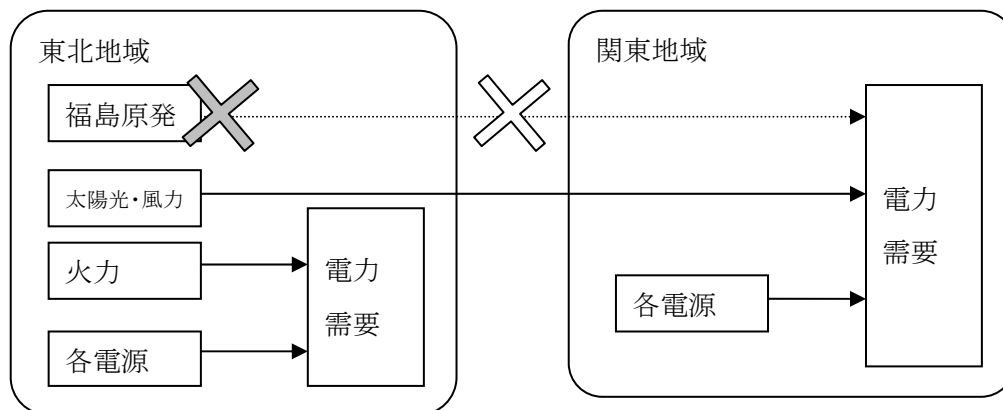 東北地域
福島原発
太陽光・風力
火力
各電源
電力
需要
関東地域
各電源
電力
需要